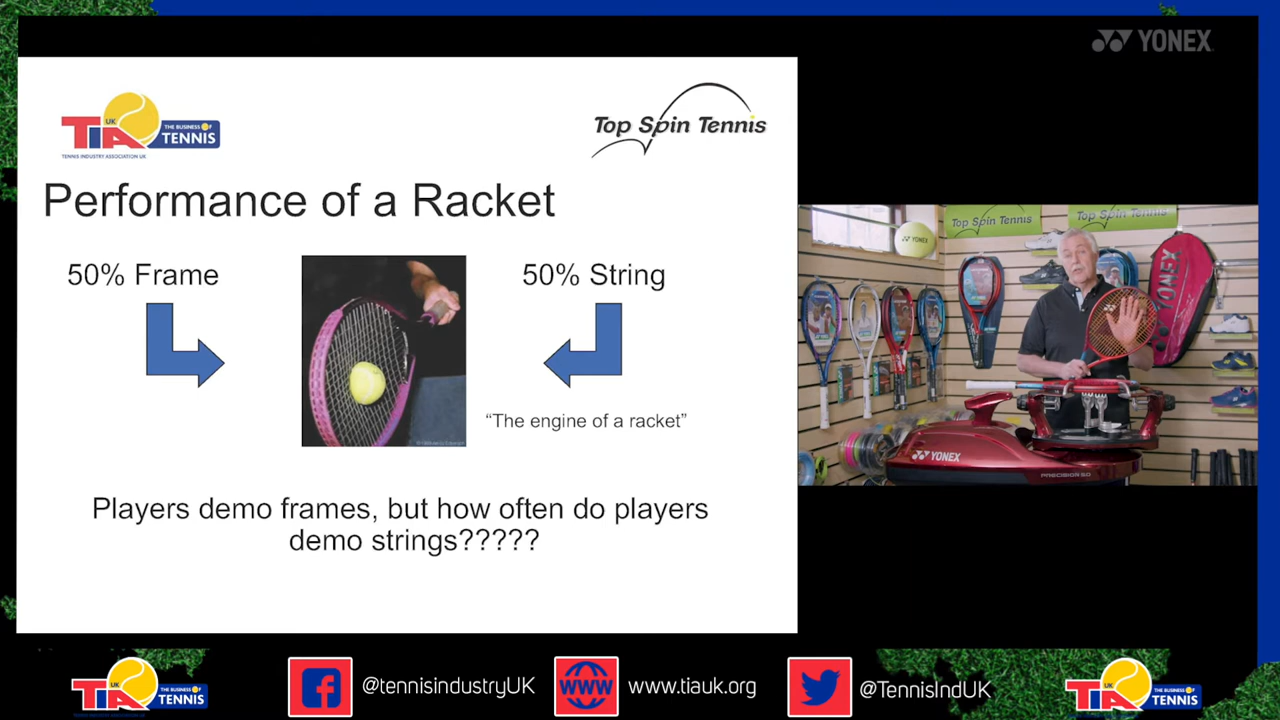 YONEX
UK
TIA
THE BUSINESS OF
TENNIS
TENNIS INDUSTRY ASSOCIATION UK
Top Spin Tennis
Performance of a Racket
50% Frame
50% String
“The engine of a racket”
Players demo frames, but how often do players
demo strings?????
Top Spin Tennis
Top Spin Tennis
YONEX
YONEX
YONEX
PRECISION 9.0
UK
TIA
THE BUSINESS OF
TENNIS
@tennisindustryUK
WWW
www.tiauk.org
@TennisIndUK
UK
TIA
THE BUSINESS OF
TENNIS